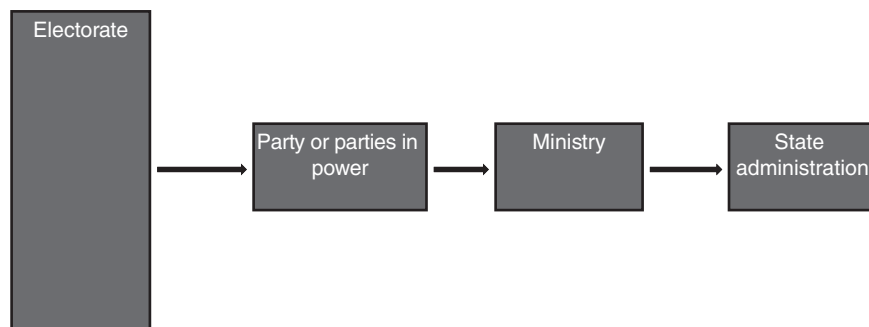 Electorate
Party or parties in
power
Ministry
State
administration